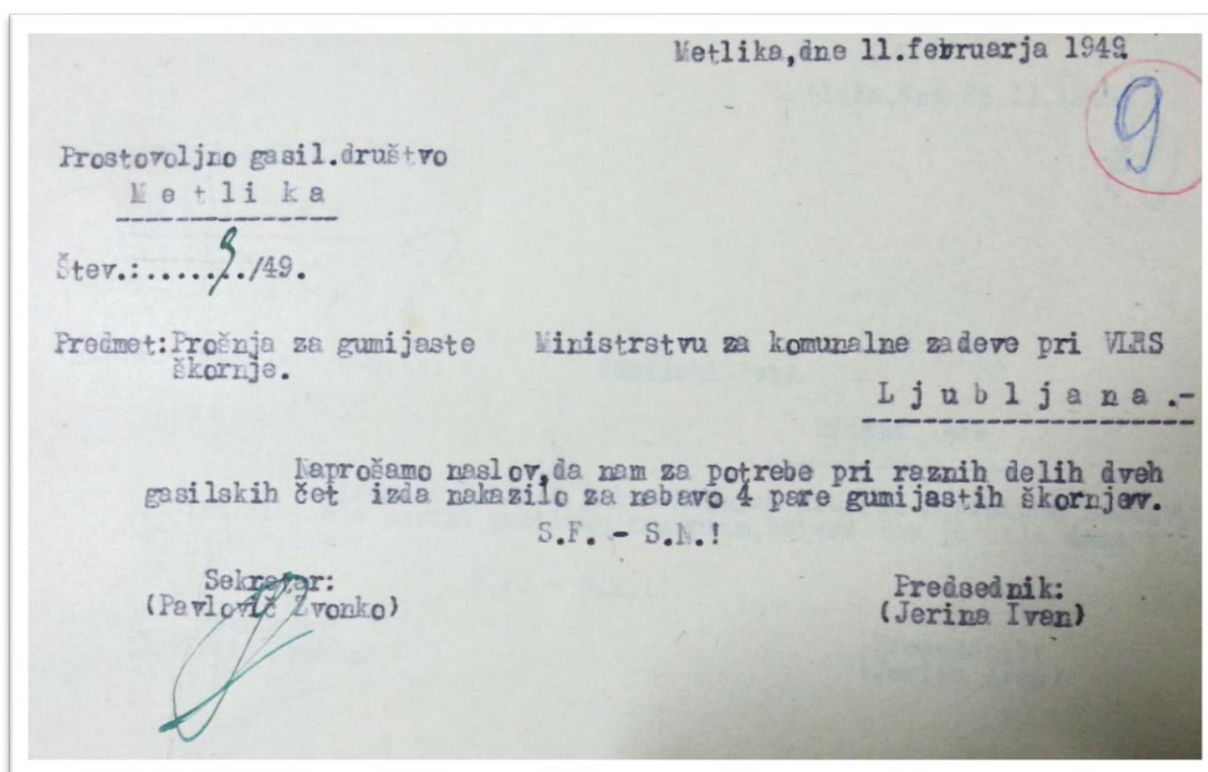 Metlika,dne 11.februarja 1949.
9
Prostovoljno gasil.društvo
M e t l i k a
Štev.:.....9./49.
Predmet:Prošnja za gumijaste
škornje.
Ministrstvu za komunalne zadeve pri VLRS
L j u b l j a n a .-
Naprošamo naslov,da nam za potrebe pri raznih delih dveh
gasilskih čet izda nakazilo za nabavo 4 pare gumijastih škornjev.
S.F. - S.N.!
Sekretar:
(Pavlovič Zvonko)
Predsednik:
(Jerina Ivan)